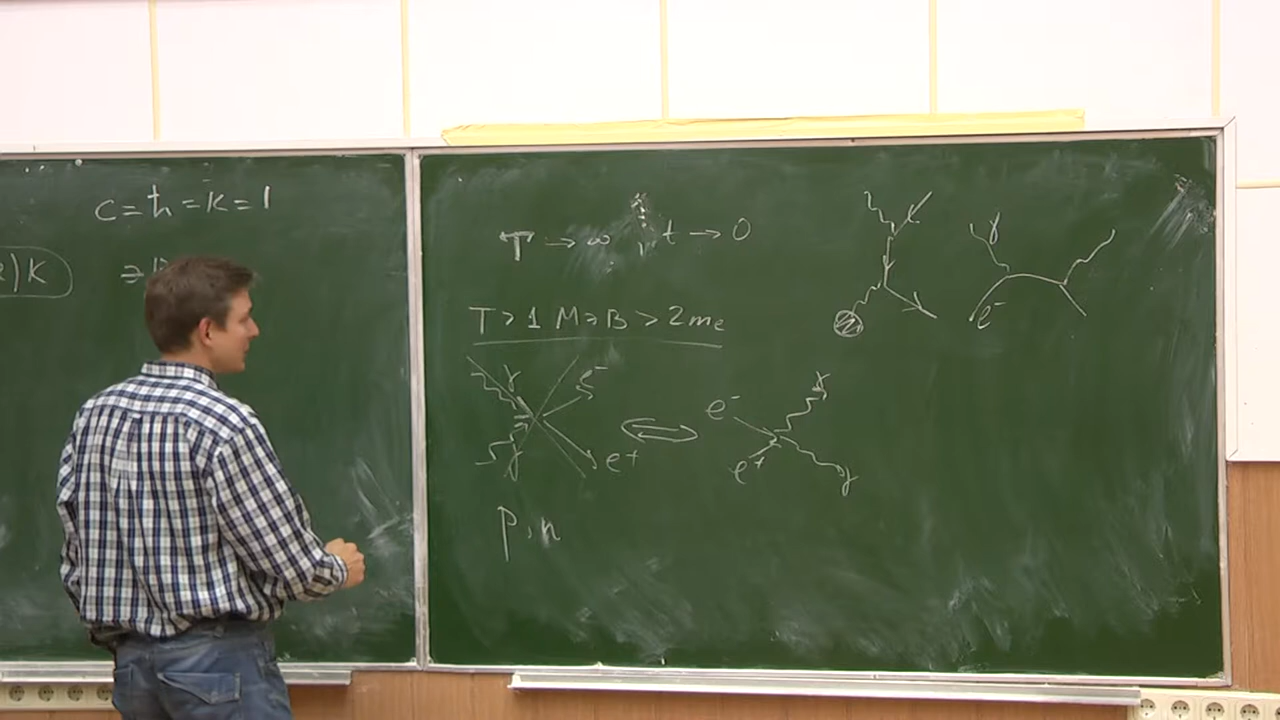 c = ħ = k = 1
) K
T → ∞ t → 0
T > 1 МэВ > 2me
γ e⁻
γ e⁺
e⁻ γ
e⁺ γ
p, n
γ
e⁻